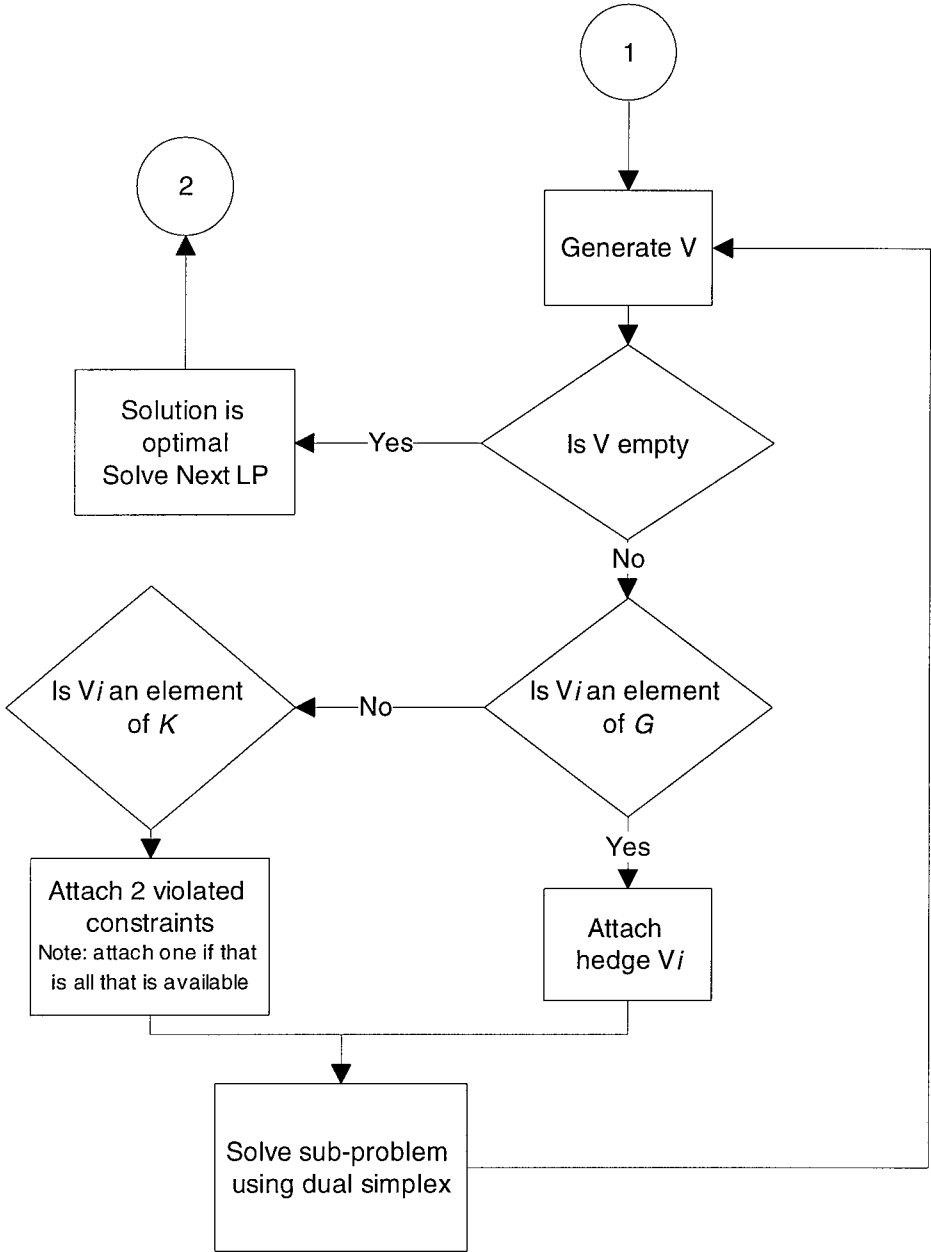 1
2
Generate V
Solution is
optimal
Solve Next LP
Yes
Is V empty
No
Is Vi an element
of K
No
Is Vi an element
of G
Yes
Attach 2 violated
constraints
Note: attach one if that
is all that is available
Attach
hedge Vi
Solve sub-problem
using dual simplex